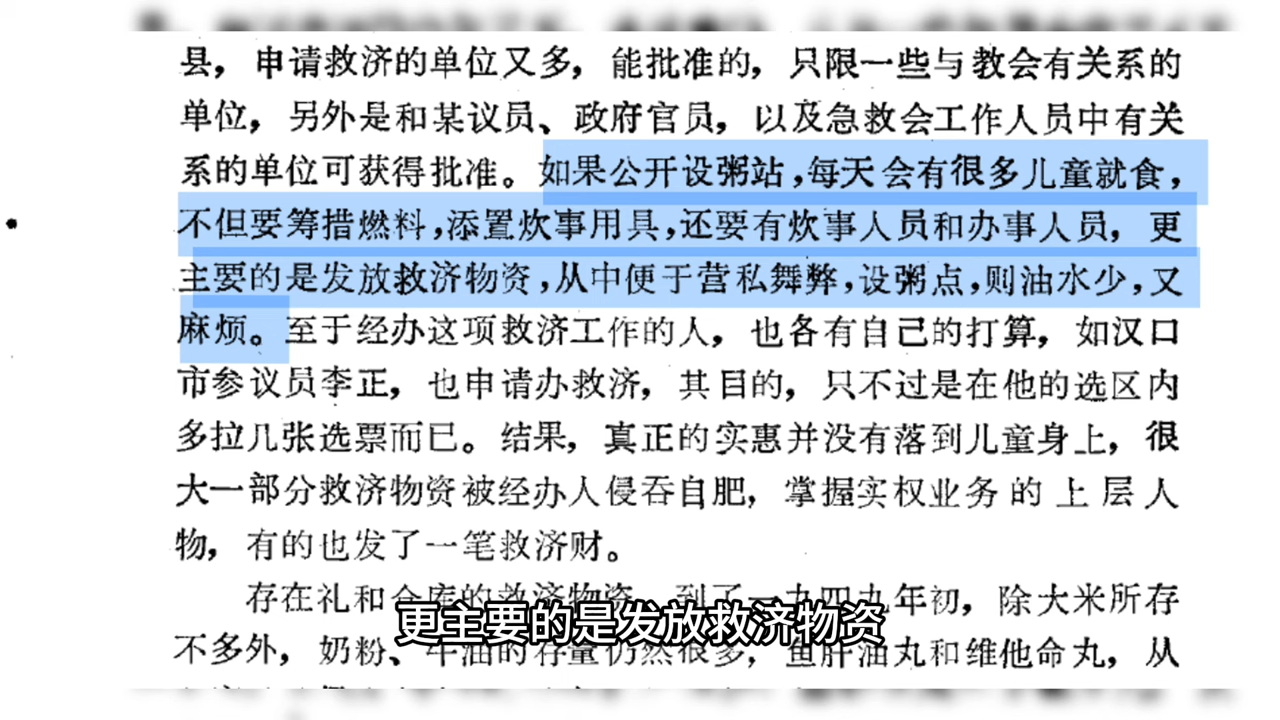 县，申请救济的单位又多，能批准的，只限一些与教会有关系的
单位，另外是和某议员、政府官员，以及急救会工作人员中有关
系的单位可获得批准。如果公开设粥站，每天会有很多儿童就食，
不但要筹措燃料，添置炊事用具，还要有炊事人员和办事人员，更
主要的是发放救济物资，从中便于营私舞弊，设粥点，则油水少，又
麻烦。至于经办这项救济工作的人，也各有自己的打算，如汉口
市参议员李正，也申请办救济，其目的，只不过是在他的选区内
多拉几张选票而已。结果，真正的实惠并没有落到儿童身上，很
大一部分救济物资被经办人侵吞自肥，掌握实权业务的上层人
物，有的也发了一笔救济财。
存在礼和仓库的救济物资，到了一九四九年初，除大米所存
更主要的是发放救济物资
不多外，奶粉、牛油的存量仍然很多，鱼肝油丸和维他命丸，从